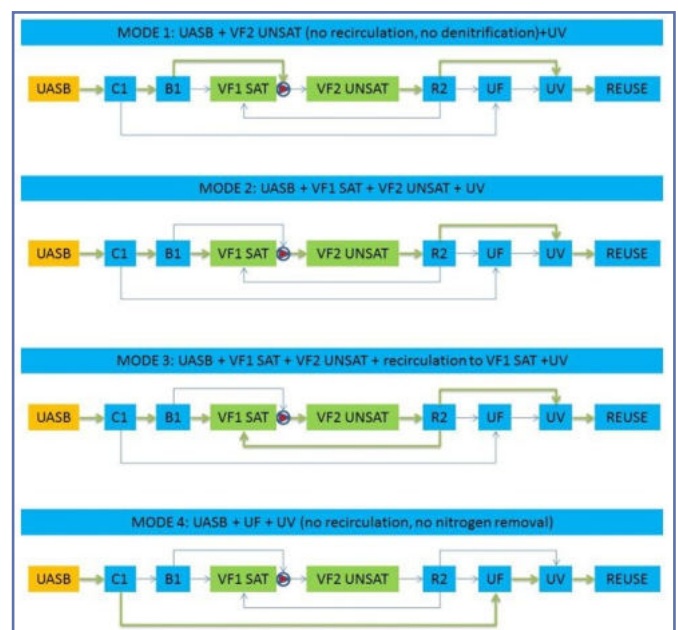 MODE 1: UASB + VF2 UNSAT (no recirculation, no denitrification)+UV
UASB C1 B1 VF1 SAT VF2 UNSAT R2 UF UV REUSE
MODE 2: UASB + VF1 SAT + VF2 UNSAT + UV
UASB C1 B1 VF1 SAT VF2 UNSAT R2 UF UV REUSE
MODE 3: UASB + VF1 SAT + VF2 UNSAT + recirculation to VF1 SAT +UV
UASB C1 B1 VF1 SAT VF2 UNSAT R2 UF UV REUSE
MODE 4: UASB + UF + UV (no recirculation, no nitrogen removal)
UASB C1 B1 VF1 SAT VF2 UNSAT R2 UF UV REUSE